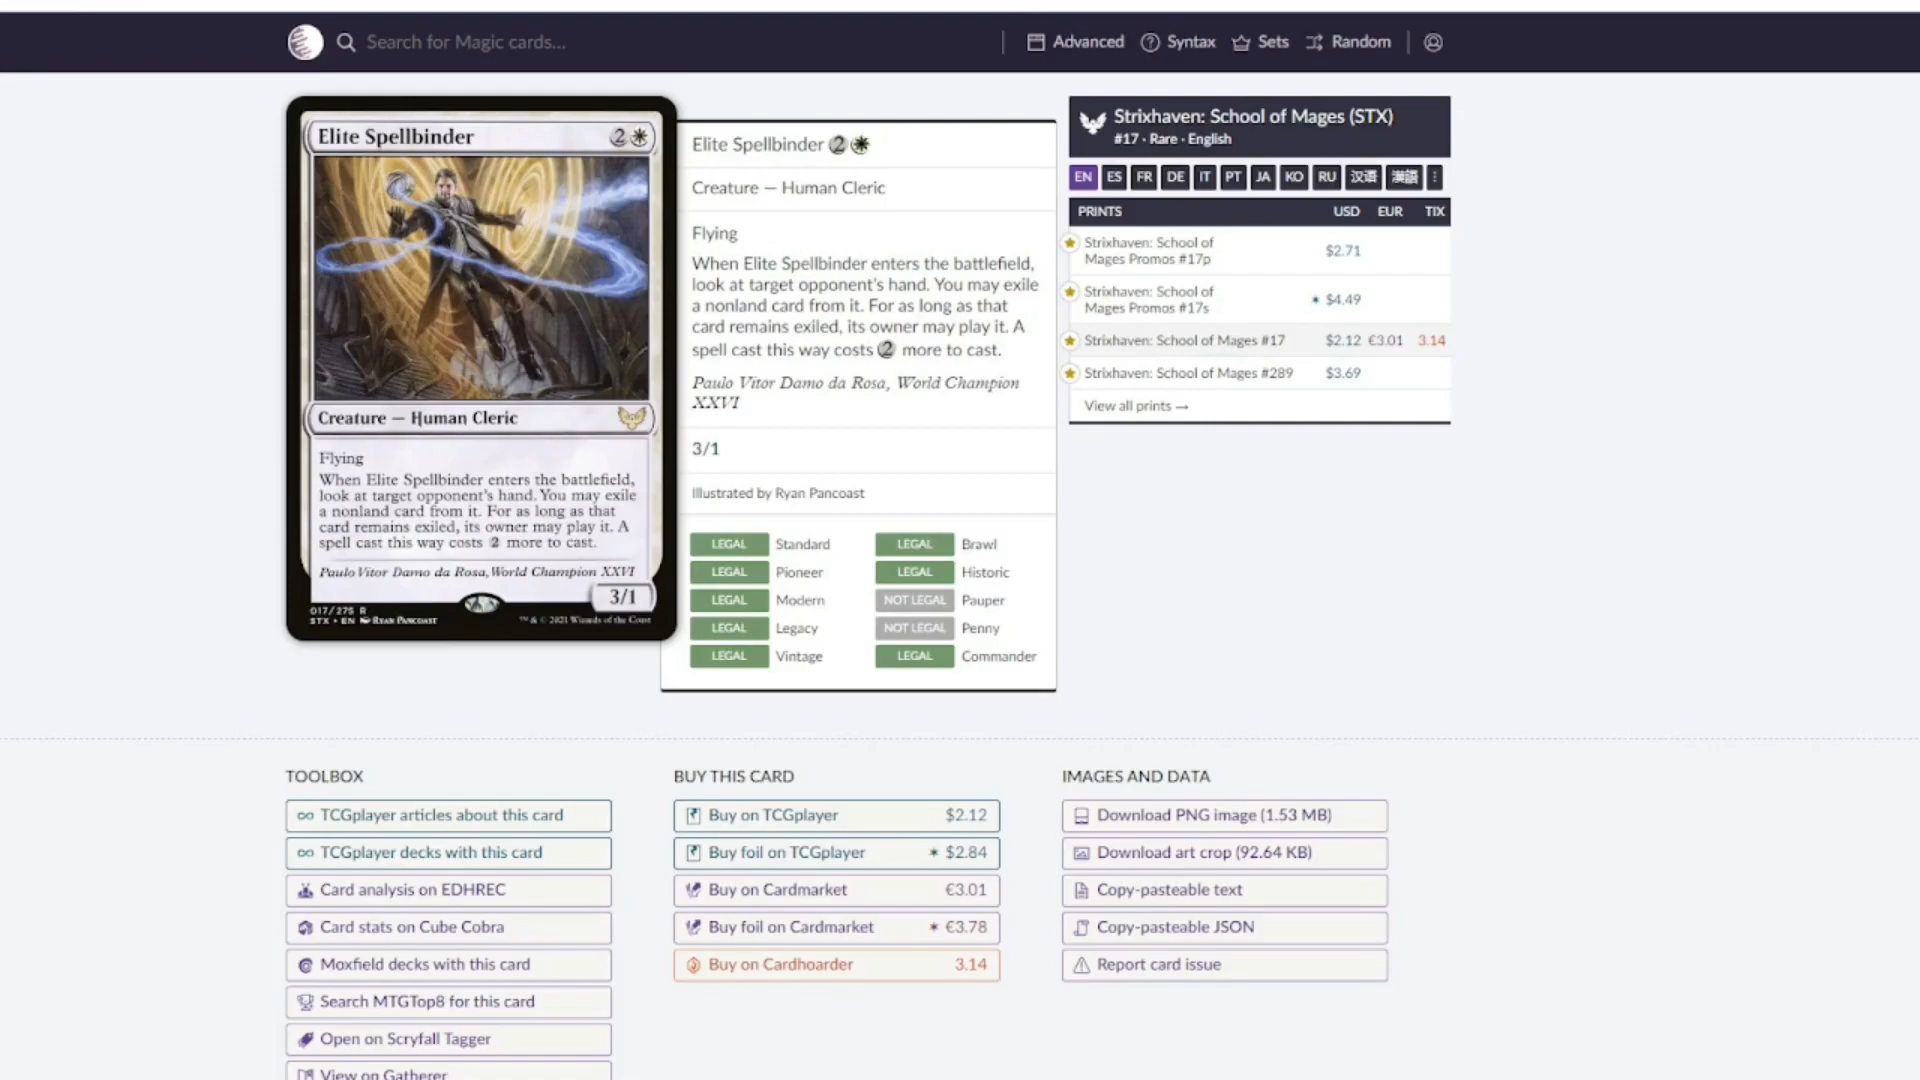 Search for Magic cards...
Advanced
Syntax
Sets
Random
Elite Spellbinder 2
Creature — Human Cleric
Flying
When Elite Spellbinder enters the battlefield,
look at target opponent's hand. You may exile
a nonland card from it. For as long as that
card remains exiled, its owner may play it. A
spell cast this way costs 2 more to cast.
Paulo Vitor Damo da Rosa, World Champion XXVI
3/1
017/275 R
STX • EN Ryan Pancoast
™ & © 2021 Wizards of the Coast
Elite Spellbinder 2
Creature — Human Cleric
Flying
When Elite Spellbinder enters the battlefield,
look at target opponent's hand. You may exile
a nonland card from it. For as long as that
card remains exiled, its owner may play it. A
spell cast this way costs 2 more to cast.
Paulo Vitor Damo da Rosa, World Champion
XXVI
3/1
Illustrated by Ryan Pancoast
LEGAL Standard LEGAL Brawl
LEGAL Pioneer LEGAL Historic
LEGAL Modern NOT LEGAL Pauper
LEGAL Legacy NOT LEGAL Penny
LEGAL Vintage LEGAL Commander
Strixhaven: School of Mages (STX)
#17 · Rare · English
EN ES FR DE IT PT JA KO RU 汉语 漢語
PRINTS USD EUR TIX
Strixhaven: School of
Mages Promos #17p $2.71
Strixhaven: School of
Mages Promos #17s $4.49
Strixhaven: School of Mages #17 $2.12 €3.01 3.14
Strixhaven: School of Mages #289 $3.69
View all prints →
TOOLBOX
TCGplayer articles about this card
TCGplayer decks with this card
Card analysis on EDHREC
Card stats on Cube Cobra
Moxfield decks with this card
Search MTGTop8 for this card
Open on Scryfall Tagger
View on Gatherer
BUY THIS CARD
Buy on TCGplayer $2.12
Buy foil on TCGplayer $2.84
Buy on Cardmarket €3.01
Buy foil on Cardmarket €3.78
Buy on Cardhoarder 3.14
IMAGES AND DATA
Download PNG image (1.53 MB)
Download art crop (92.64 KB)
Copy-pasteable text
Copy-pasteable JSON
Report card issue